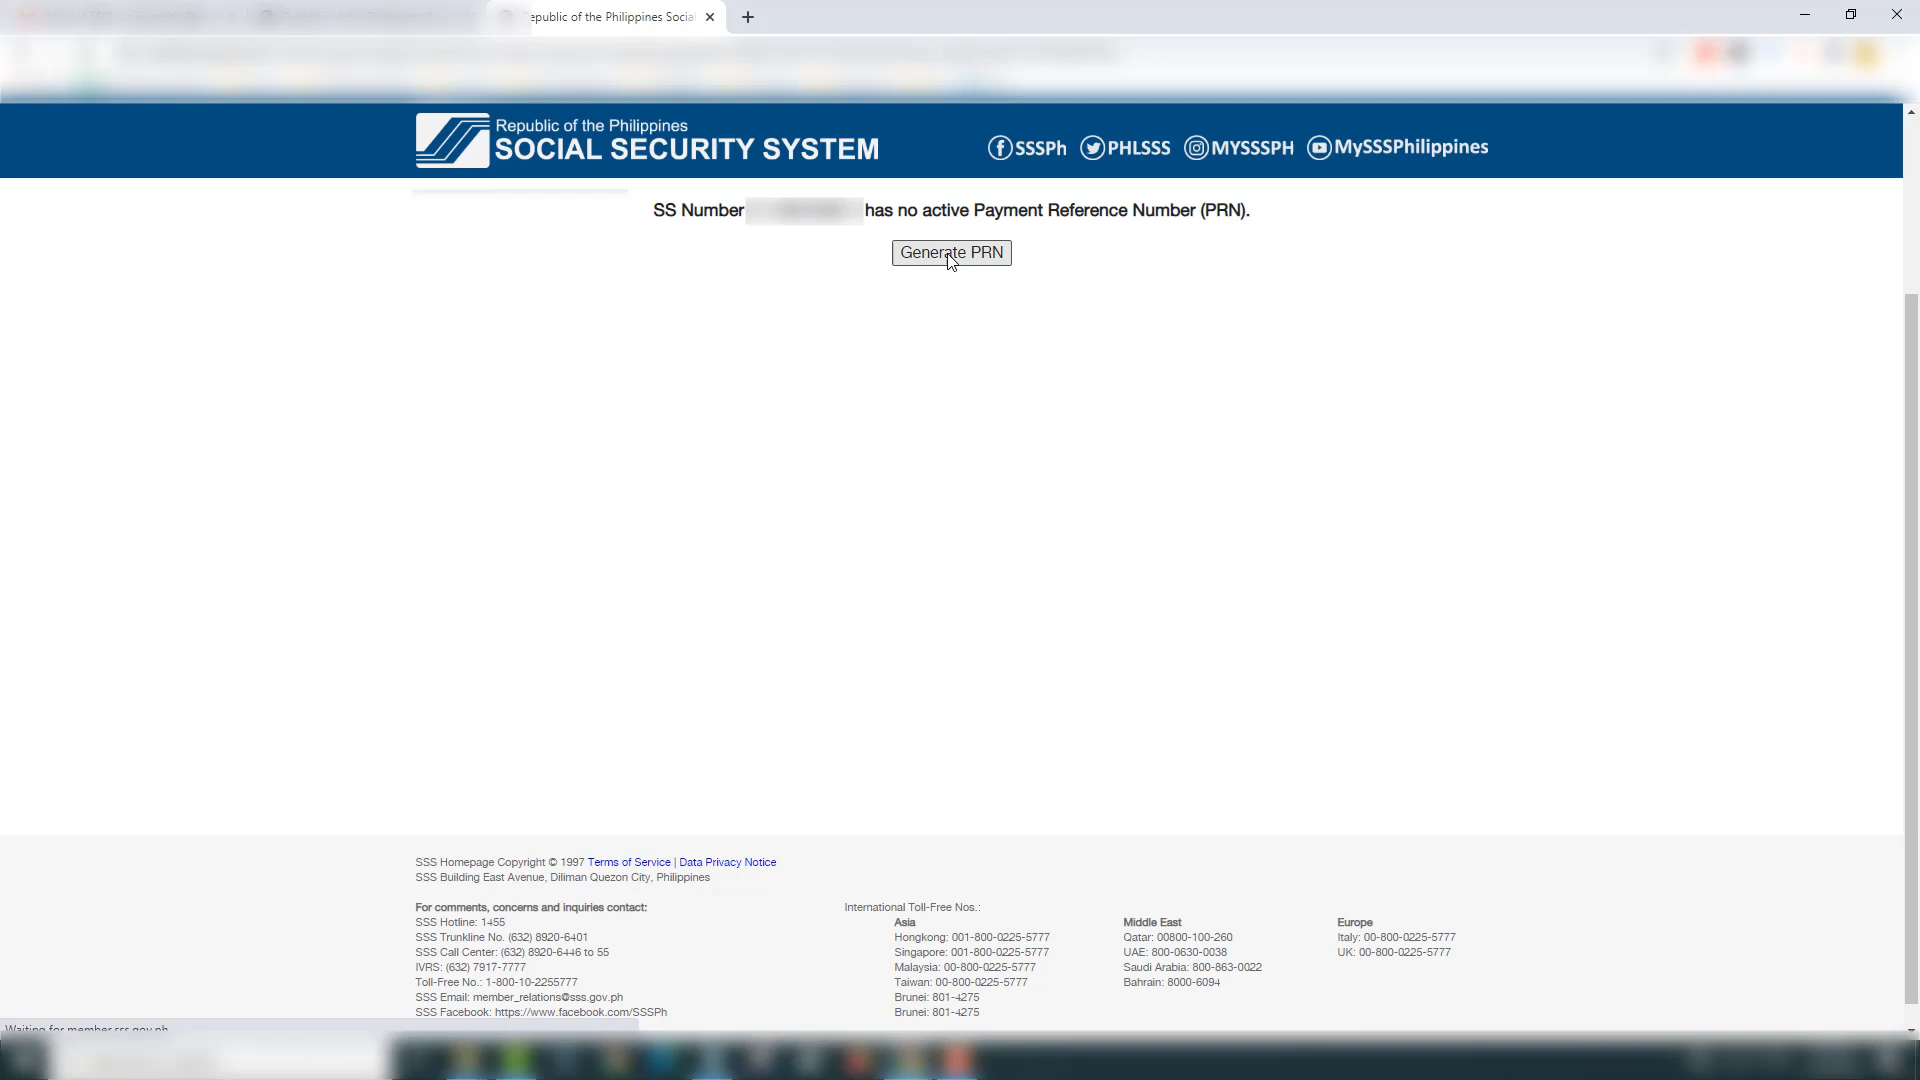 Republic of the Philippines Social
Republic of the Philippines
SOCIAL SECURITY SYSTEM
SSSPh PHLSSS MYSSSPH MySSSPhilippines
SS Number has no active Payment Reference Number (PRN).
Generate PRN
SSS Homepage Copyright © 1997 Terms of Service | Data Privacy Notice
SSS Building East Avenue, Diliman Quezon City, Philippines
For comments, concerns and inquiries contact:
SSS Hotline: 1455
SSS Trunkline No. (632) 8920-6401
SSS Call Center: (632) 8920-6446 to 55
IVRS: (632) 7917-7777
Toll-Free No.: 1-800-10-2255777
SSS Email: member_relations@sss.gov.ph
SSS Facebook: https://www.facebook.com/SSSPh
International Toll-Free Nos.:
Asia
Hongkong: 001-800-0225-5777
Singapore: 001-800-0225-5777
Malaysia: 00-800-0225-5777
Taiwan: 00-800-0225-5777
Brunei: 801-4275
Brunei: 801-4275
Middle East
Qatar: 00800-100-260
UAE: 800-0630-0038
Saudi Arabia: 800-863-0022
Bahrain: 8000-6094
Europe
Italy: 00-800-0225-5777
UK: 00-800-0225-5777
Waiting for member.sss.gov.ph